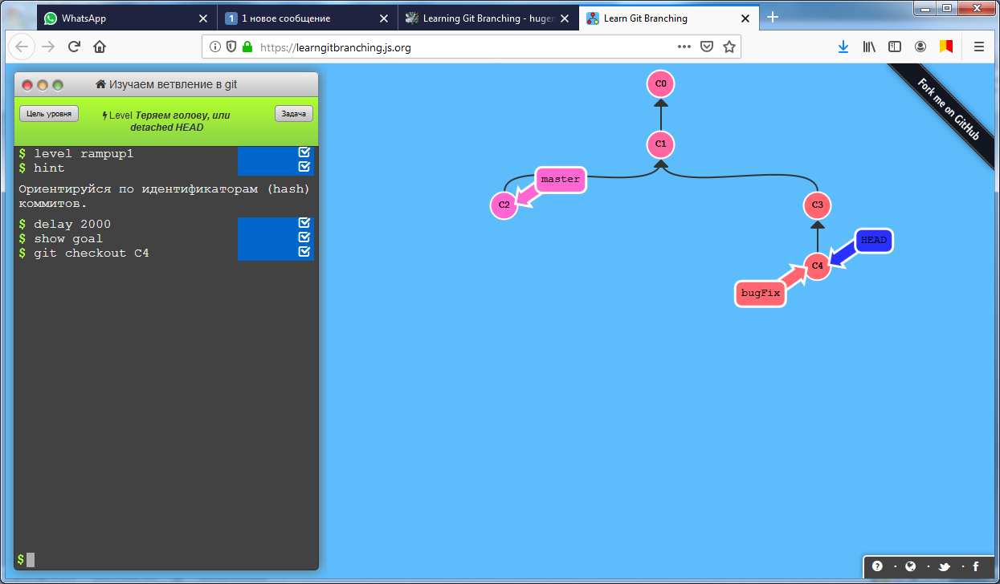 WhatsApp
1 1 новое сообщение
Learning Git Branching - huger
Learn Git Branching
https://learngitbranching.js.org
Изучаем ветвление в git
Цель уровня
Level Теряем голову, или
detached HEAD
Задача
$ level rampup1
$ hint
Ориентируйся по идентификаторам (hash)
коммитов.
$ delay 2000
$ show goal
$ git checkout C4
$
C0
C1
master
C2
C3
HEAD
C4
bugFix
Fork me on GitHub